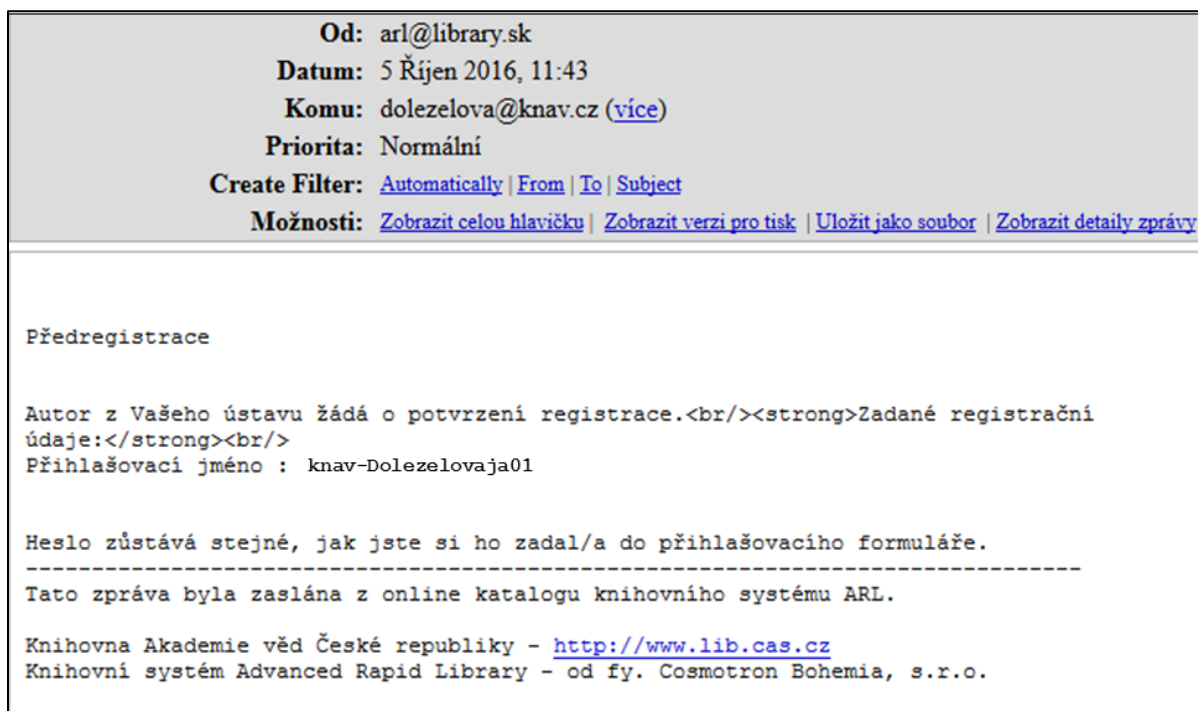 Od: arl@library.sk
Datum: 5 Říjen 2016, 11:43
Komu: dolezelova@knav.cz (více)
Priorita: Normální
Create Filter: Automatically | From | To | Subject
Možnosti: Zobrazit celou hlavičku | Zobrazit verzi pro tisk | Uložit jako soubor | Zobrazit detaily zprávy
Předregistrace
Autor z Vašeho ústavu žádá o potvrzení registrace.<br/><strong>Zadané registrační
údaje:</strong><br/>
Přihlašovací jméno : knav-Dolezelovaja01
Heslo zůstává stejné, jak jste si ho zadal/a do přihlašovacího formuláře.
--------------------------------------------------------------------------------
Tato zpráva byla zaslána z online katalogu knihovního systému ARL.
Knihovna Akademie věd České republiky - http://www.lib.cas.cz
Knihovní systém Advanced Rapid Library - od fy. Cosmotron Bohemia, s.r.o.